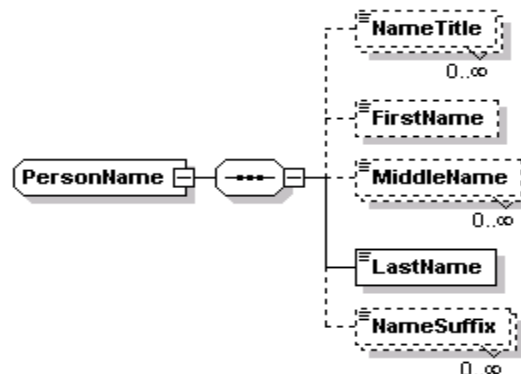 NameTitle
0..∞
FirstName
PersonName
MiddleName
0..∞
LastName
NameSuffix
0..∞